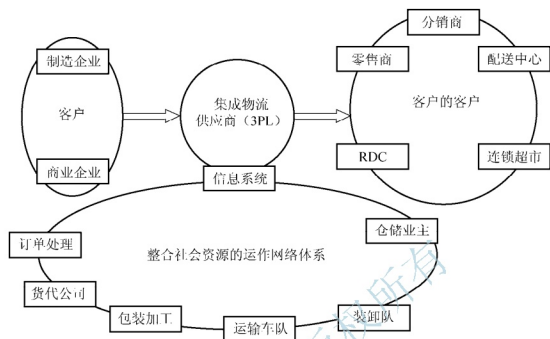 分销商
制造企业
零售商
配送中心
集成物流
供应商（3PL）
客户
客户的客户
商业企业
RDC
连锁超市
信息系统
仓储业主
订单处理
整合社会资源的运作网络体系
货代公司
包装加工
运输车队
装卸队
版权所有